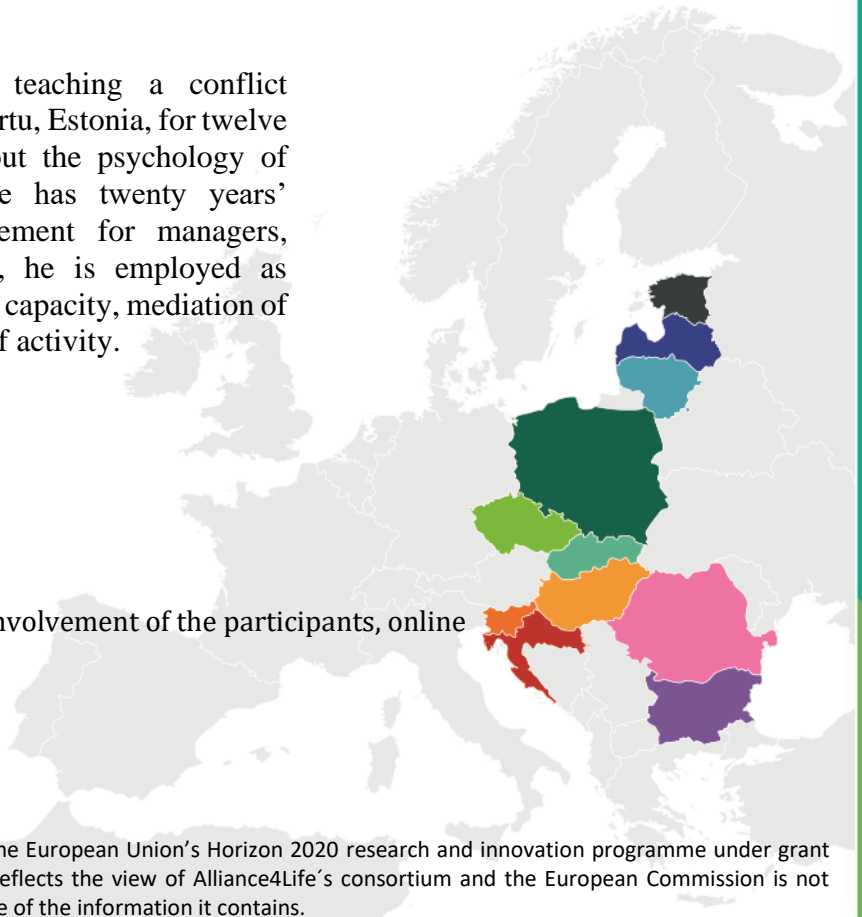 teaching a conflict
rtu, Estonia, for twelve
out the psychology of
e has twenty years’
ement for managers,
, he is employed as
capacity, mediation of
f activity.
nvolvement of the participants, online
he European Union’s Horizon 2020 research and innovation programme under grant
eflects the view of Alliance4Life´s consortium and the European Commission is not
e of the information it contains.